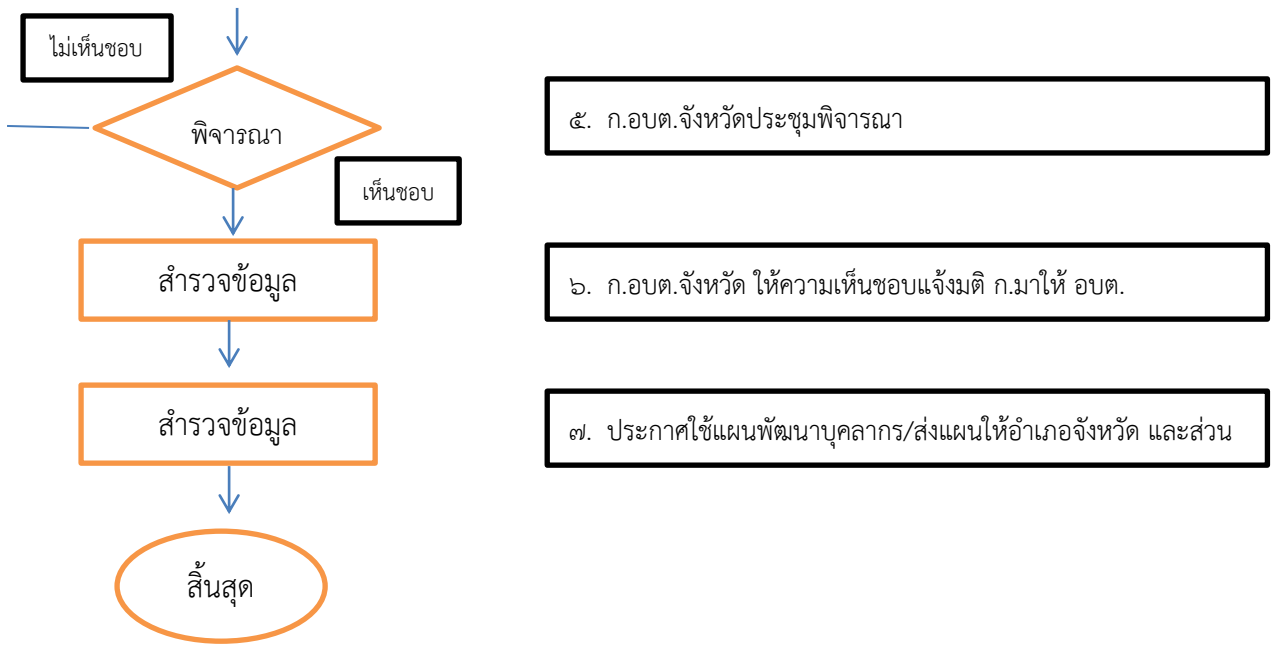 ไม่เห็นชอบ
พิจารณา
๕. ก.อบต.จังหวัดประชุมพิจารณา
เห็นชอบ
สำรวจข้อมูล
๖. ก.อบต.จังหวัด ให้ความเห็นชอบแจ้งมติ ก.มาให้ อบต.
สำรวจข้อมูล
๗. ประกาศใช้แผนพัฒนาบุคลากร/ส่งแผนให้อำเภอจังหวัด และส่วน
สิ้นสุด